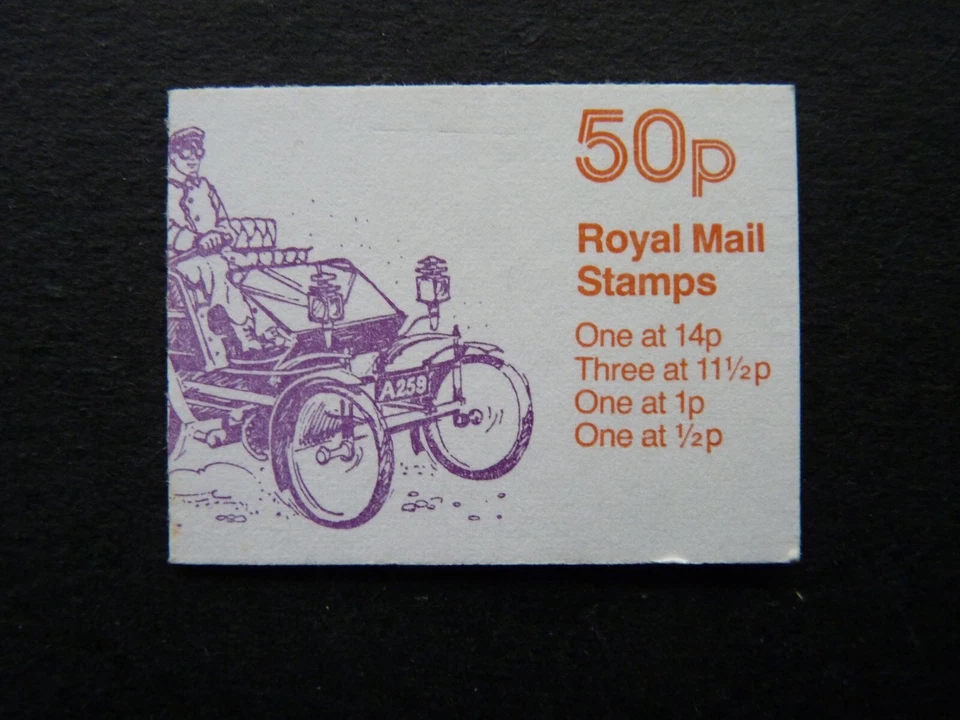 50p
Royal Mail
Stamps
One at 14p
Three at 11½p
One at 1p
One at ½p
A259